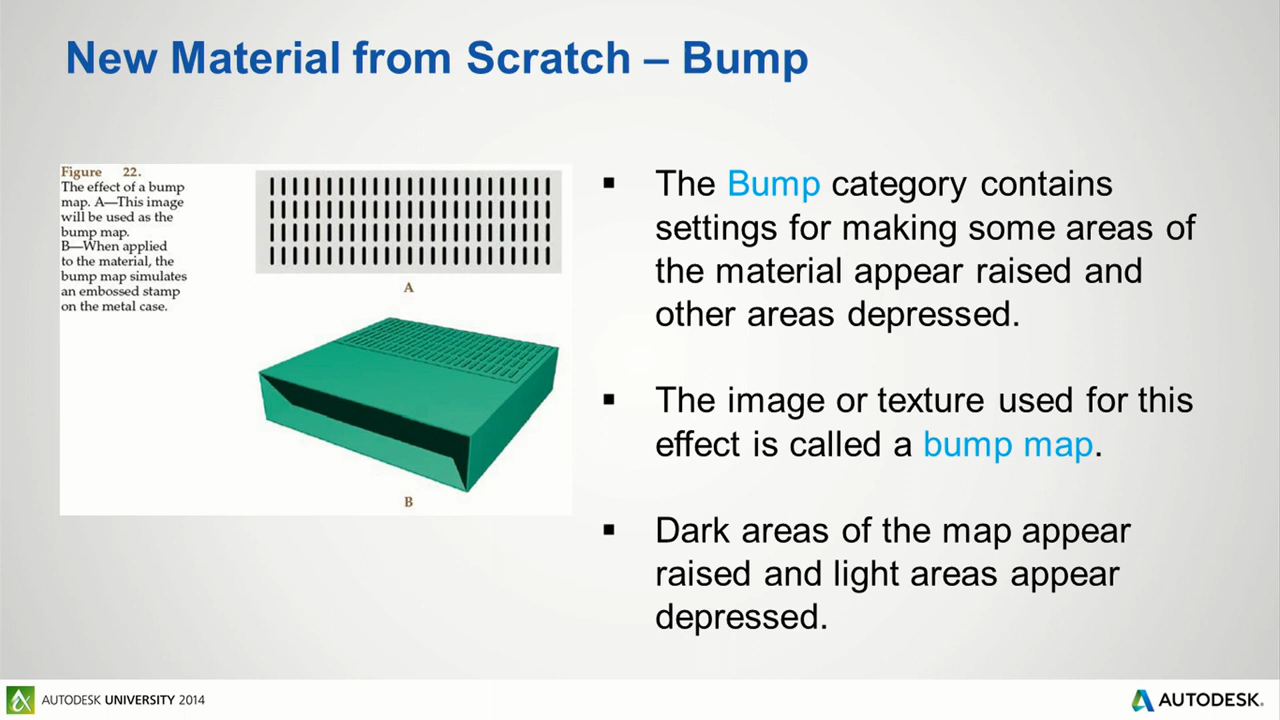 New Material from Scratch – Bump
Figure 22.
The effect of a bump
map. A—This image
will be used as the
bump map.
B—When applied
to the material, the
bump map simulates
an embossed stamp
on the metal case.
A
B
▪ The Bump category contains
settings for making some areas of
the material appear raised and
other areas depressed.
▪ The image or texture used for this
effect is called a bump map.
▪ Dark areas of the map appear
raised and light areas appear
depressed.
AUTODESK UNIVERSITY 2014
AUTODESK.